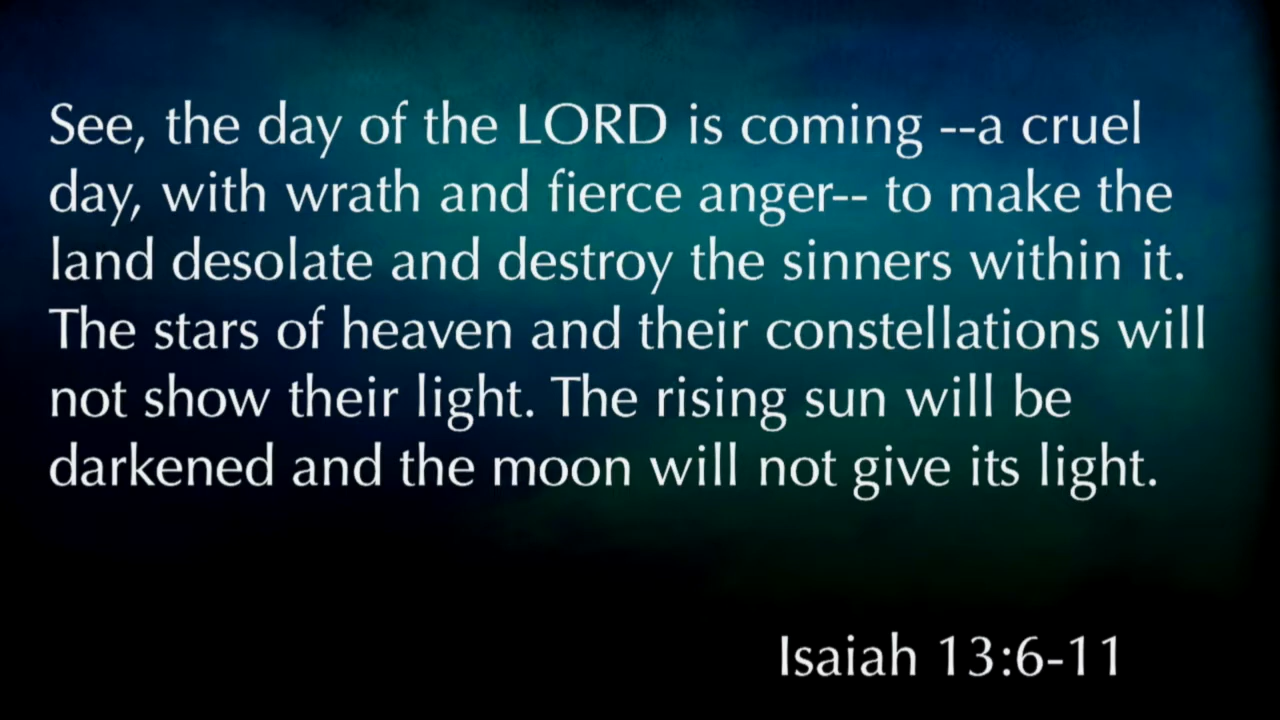 See, the day of the LORD is coming --a cruel
day, with wrath and fierce anger-- to make the
land desolate and destroy the sinners within it.
The stars of heaven and their constellations will
not show their light. The rising sun will be
darkened and the moon will not give its light.
Isaiah 13:6-11